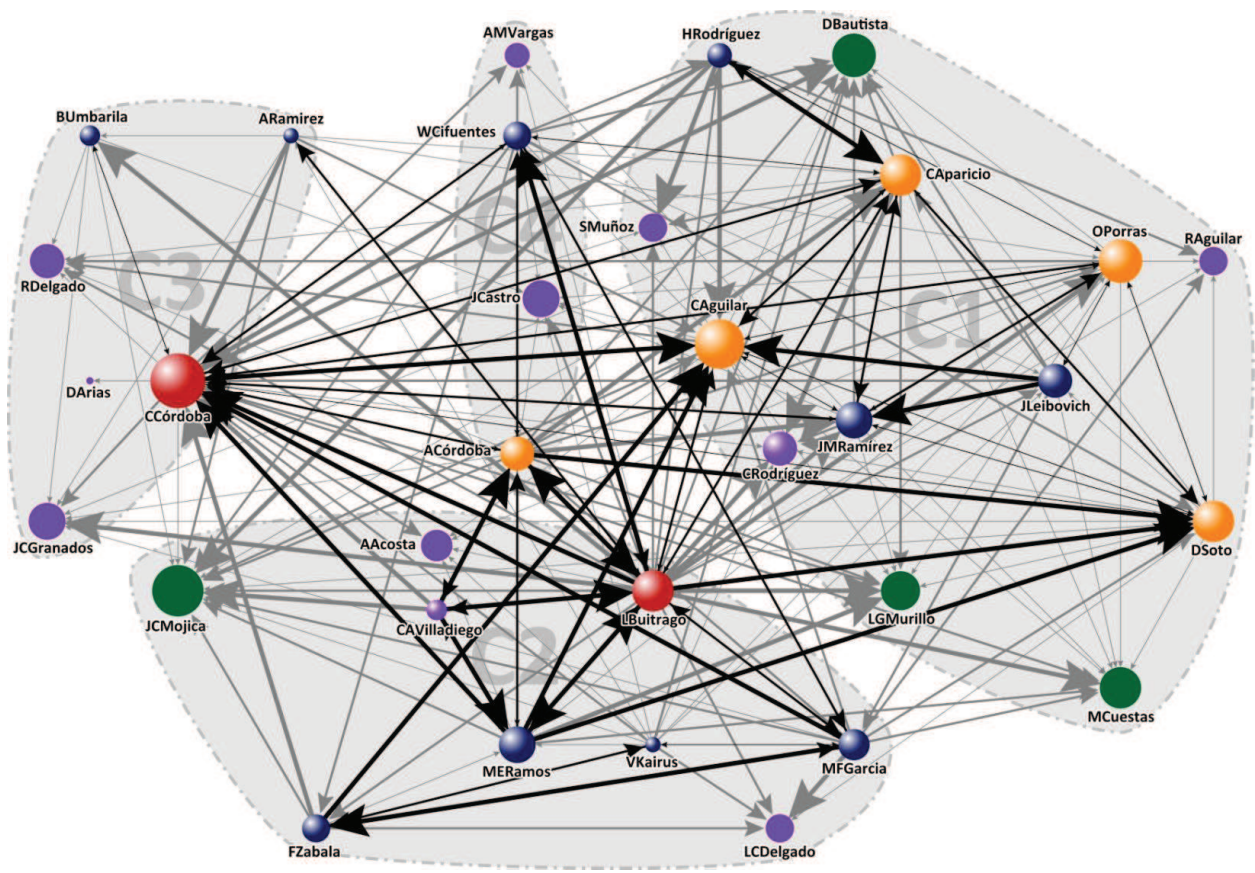 AMVargas
HRodríguez
DBautista
BUmbarila
ARamirez
WCifuentes
CAparicio
C4
SMuñoz
OPorras
RAguilar
RDelgado
C3
JCastro
CAguilar
C1
DArias
CCórdoba
JLeibovich
ACórdoba
JMRamírez
CRodríguez
JCGranados
AAcosta
DSoto
JCMojica
CAVilladiego
LBuitrago
LGMurillo
C2
MCuestas
MERamos
VKairus
MFGarcia
FZabala
LCDelgado